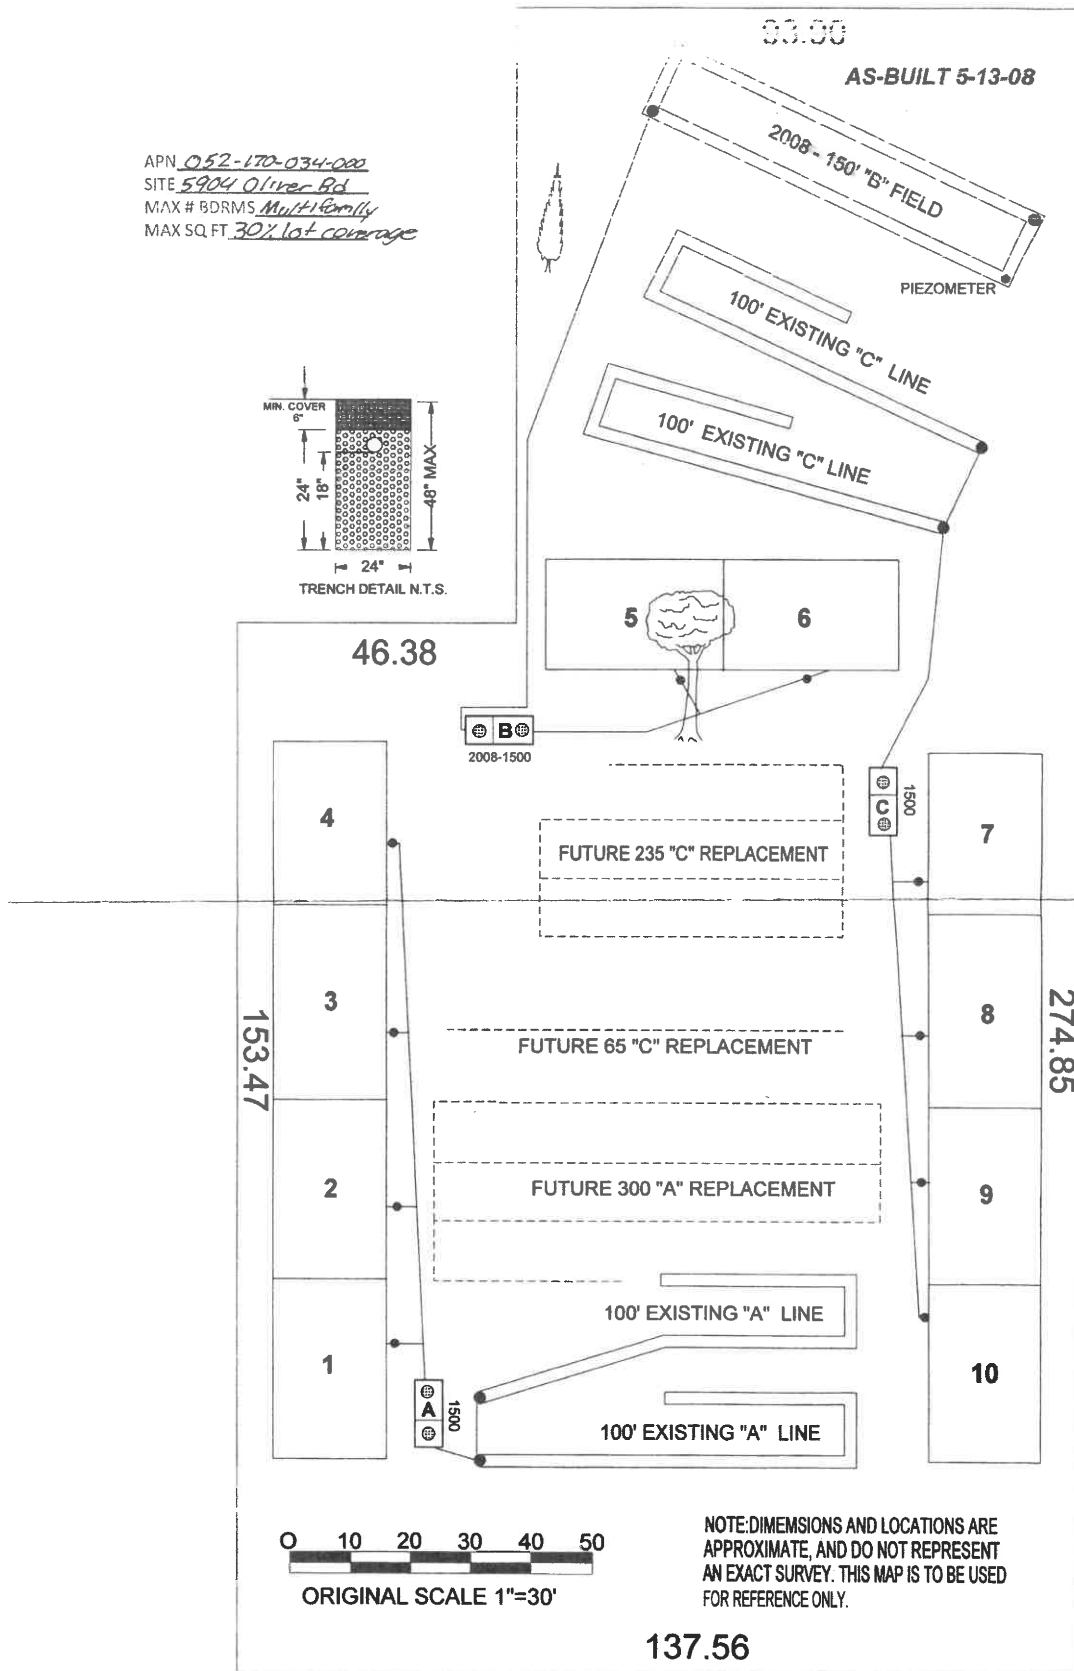 93.90
AS-BUILT 5-13-08
APN 052-170-034-000
SITE 5904 Oliver Rd
MAX # BDRMS Multifamily
MAX SQ FT 30% lot coverage
2008 - 150' "B" FIELD
PIEZOMETER
100' EXISTING "C" LINE
100' EXISTING "C" LINE
MIN. COVER
6"
24"
18"
48" MAX
24"
TRENCH DETAIL N.T.S.
46.38
5
6
B
2008-1500
1500
C
4
7
FUTURE 235 "C" REPLACEMENT
3
8
153.47
274.85
FUTURE 65 "C" REPLACEMENT
2
9
FUTURE 300 "A" REPLACEMENT
100' EXISTING "A" LINE
1
10
A
1500
100' EXISTING "A" LINE
0 10 20 30 40 50
ORIGINAL SCALE 1"=30'
NOTE:DIMEMSIONS AND LOCATIONS ARE
APPROXIMATE, AND DO NOT REPRESENT
AN EXACT SURVEY. THIS MAP IS TO BE USED
FOR REFERENCE ONLY.
137.56